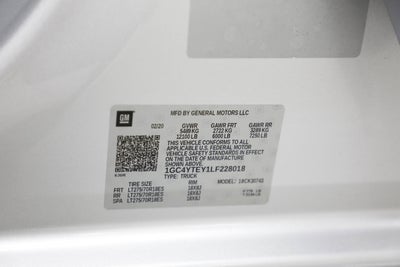 GM
MFD BY GENERAL MOTORS LLC
02/20 GVWR GAWR FRT GAWR RR
5489 KG 2722 KG 3289 KG
12100 LB 6000 LB 7250 LB
THIS VEHICLE CONFORMS TO ALL
APPLICABLE U.S. FEDERAL MOTOR
VEHICLE SAFETY STANDARDS IN EFFECT
ON THE DATE OF MANUFACTURE
SHOWN ABOVE.
1GC4YTEY1LF228018
TYPE: TRUCK MODEL:
TIRE SIZE RIM
FRT LT275/70R18ES 18X8J
RR LT275/70R18ES 18X8J
SPA LT275/70R18ES 18X8J